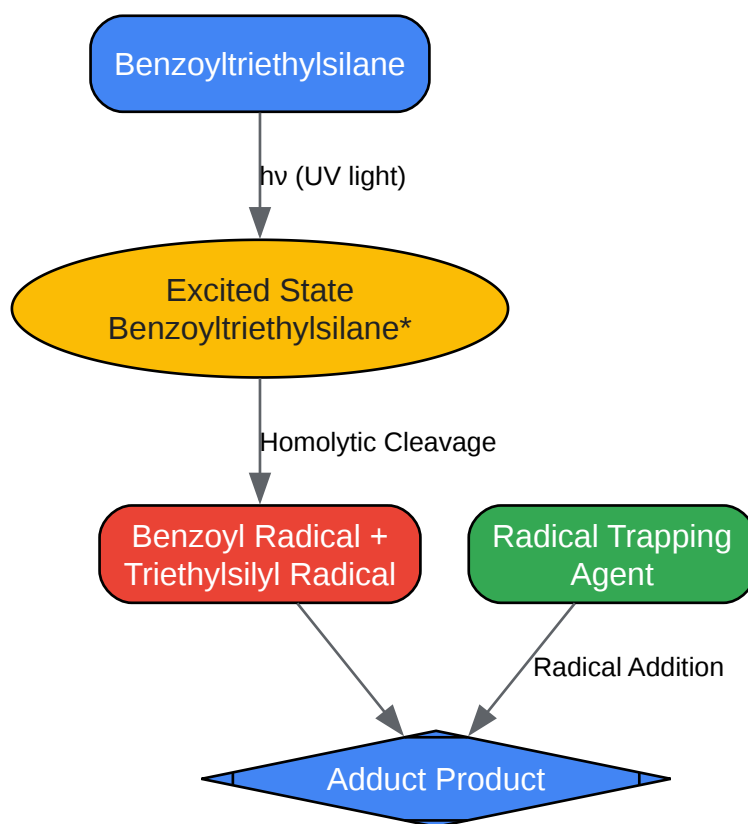 Benzoyltriethylsilane
hν (UV light)
Excited State
Benzoyltriethylsilane*
Homolytic Cleavage
Benzoyl Radical +
Triethylsilyl Radical
Radical Trapping
Agent
Radical Addition
Adduct Product